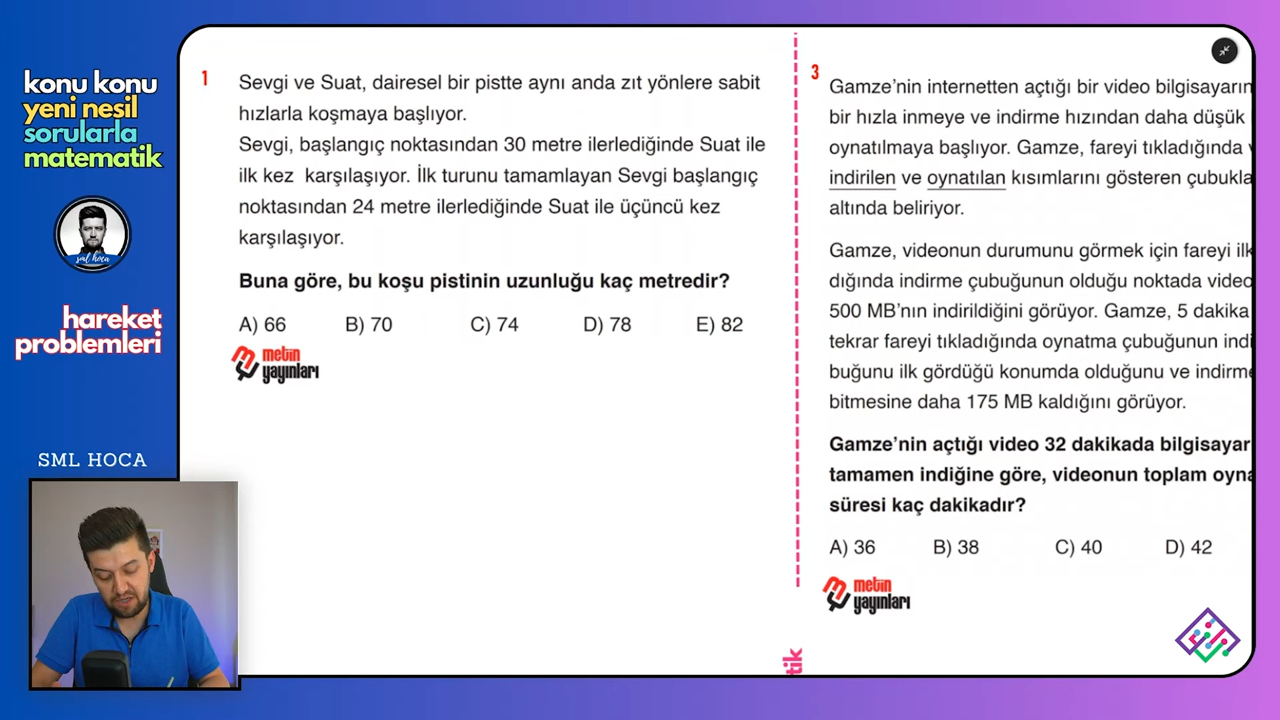 konu konu
yeni nesil
sorularla
matematik
sml hoca
hareket
problemleri
SML HOCA
1
Sevgi ve Suat, dairesel bir pistte aynı anda zıt yönlere sabit
hızlarla koşmaya başlıyor.
Sevgi, başlangıç noktasından 30 metre ilerlediğinde Suat ile
ilk kez karşılaşıyor. İlk turunu tamamlayan Sevgi başlangıç
noktasından 24 metre ilerlediğinde Suat ile üçüncü kez
karşılaşıyor.
Buna göre, bu koşu pistinin uzunluğu kaç metredir?
A) 66 B) 70 C) 74 D) 78 E) 82
metin
yayınları
3
Gamze'nin internetten açtığı bir video bilgisayarın
bir hızla inmeye ve indirme hızından daha düşük
oynatılmaya başlıyor. Gamze, fareyi tıkladığında v
indirilen ve oynatılan kısımlarını gösteren çubukla
altında beliriyor.
Gamze, videonun durumunu görmek için fareyi ilk
dığında indirme çubuğunun olduğu noktada video
500 MB'nın indirildiğini görüyor. Gamze, 5 dakika
tekrar fareyi tıkladığında oynatma çubuğunun indi
buğunu ilk gördüğü konumda olduğunu ve indirme
bitmesine daha 175 MB kaldığını görüyor.
Gamze'nin açtığı video 32 dakikada bilgisayar
tamamen indiğine göre, videonun toplam oyna
süresi kaç dakikadır?
A) 36 B) 38 C) 40 D) 42
metin
yayınları
tik